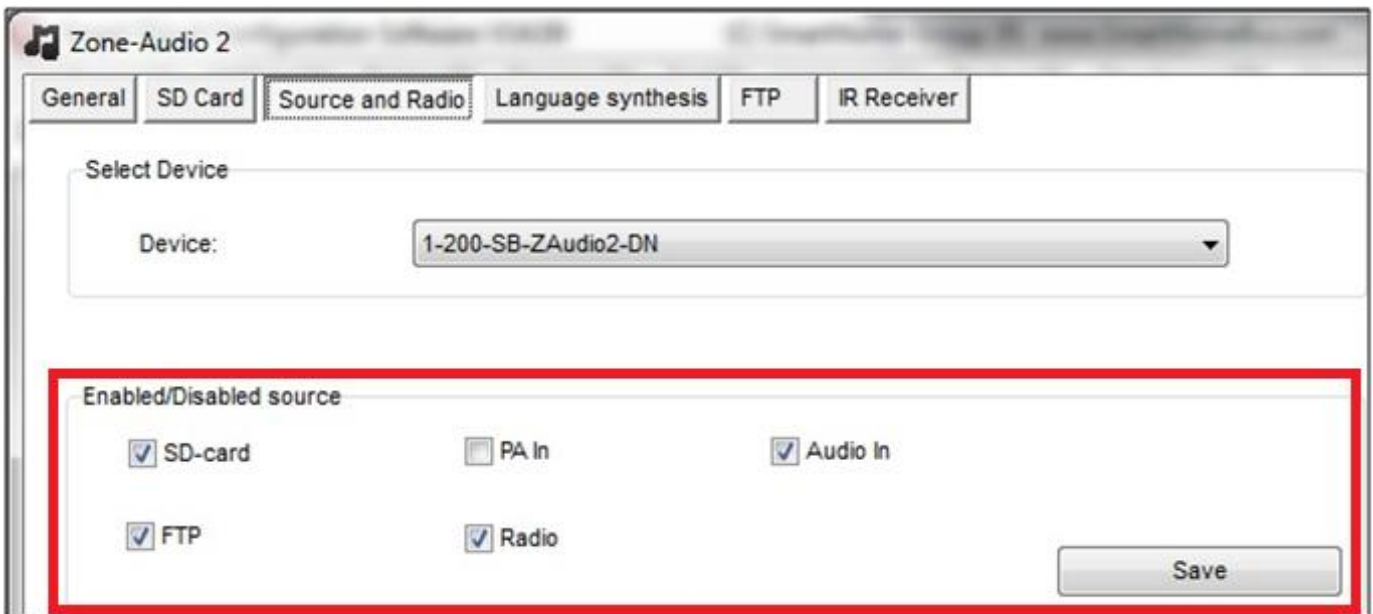 Zone-Audio 2
General SD Card Source and Radio Language synthesis FTP IR Receiver
Select Device
Device: 1-200-SB-ZAudio2-DN
Enabled/Disabled source
SD-card PA In Audio In
FTP Radio
Save